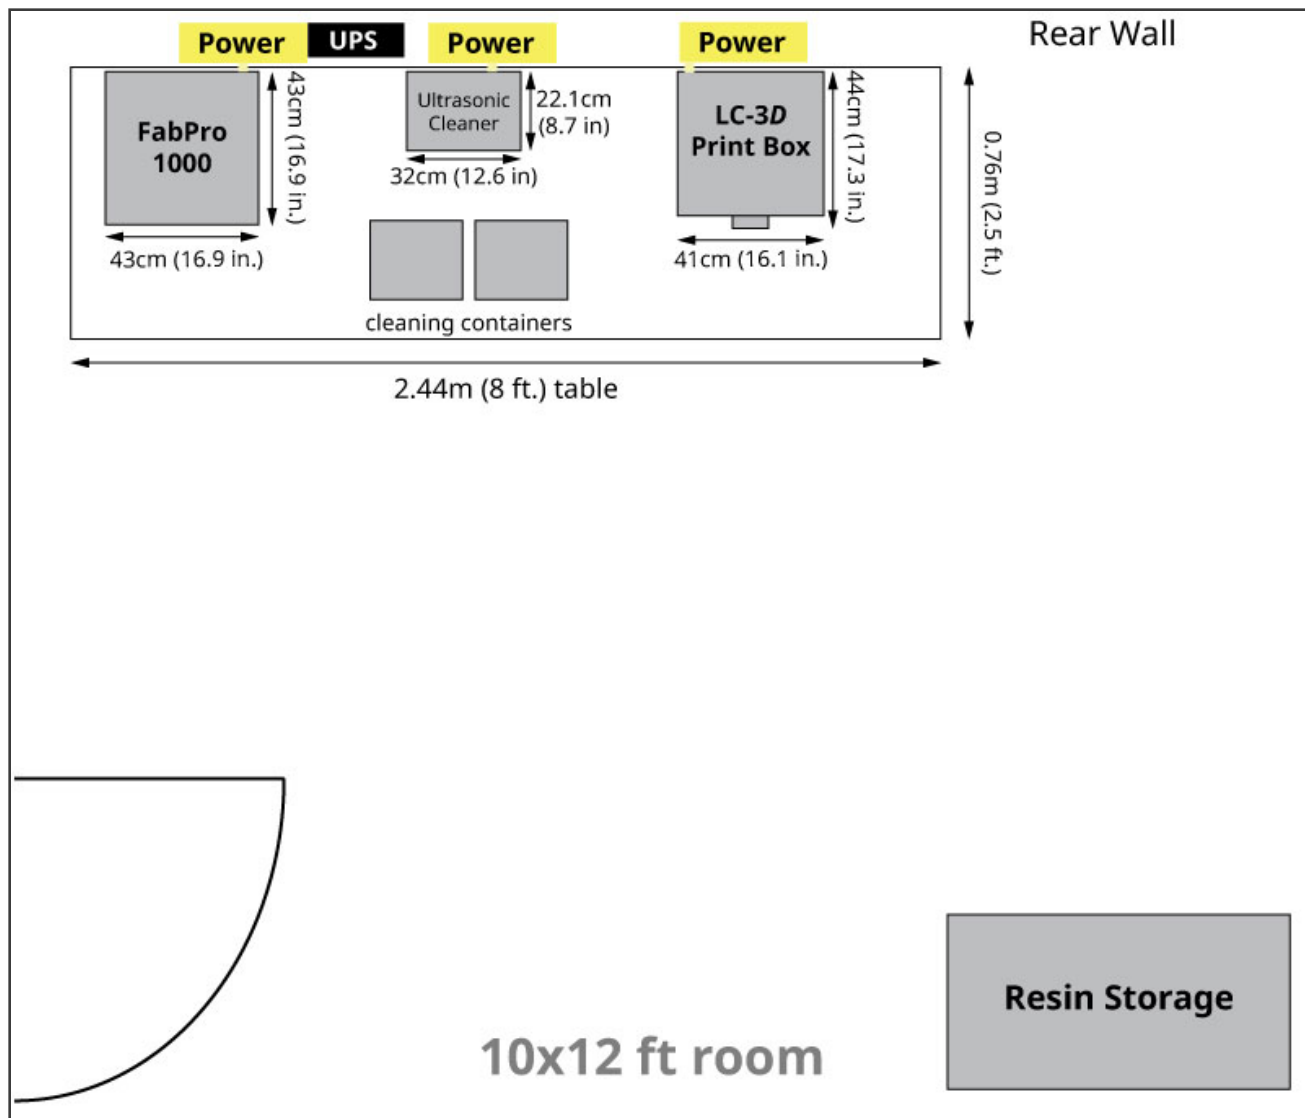 Power
UPS
Power
Power
Rear Wall
FabPro
1000
43cm (16.9 in.)
43cm (16.9 in.)
Ultrasonic
Cleaner
22.1cm
(8.7 in)
32cm (12.6 in)
cleaning containers
LC-3D
Print Box
44cm (17.3 in.)
41cm (16.1 in.)
0.76m (2.5 ft.)
2.44m (8 ft.) table
Resin Storage
10x12 ft room